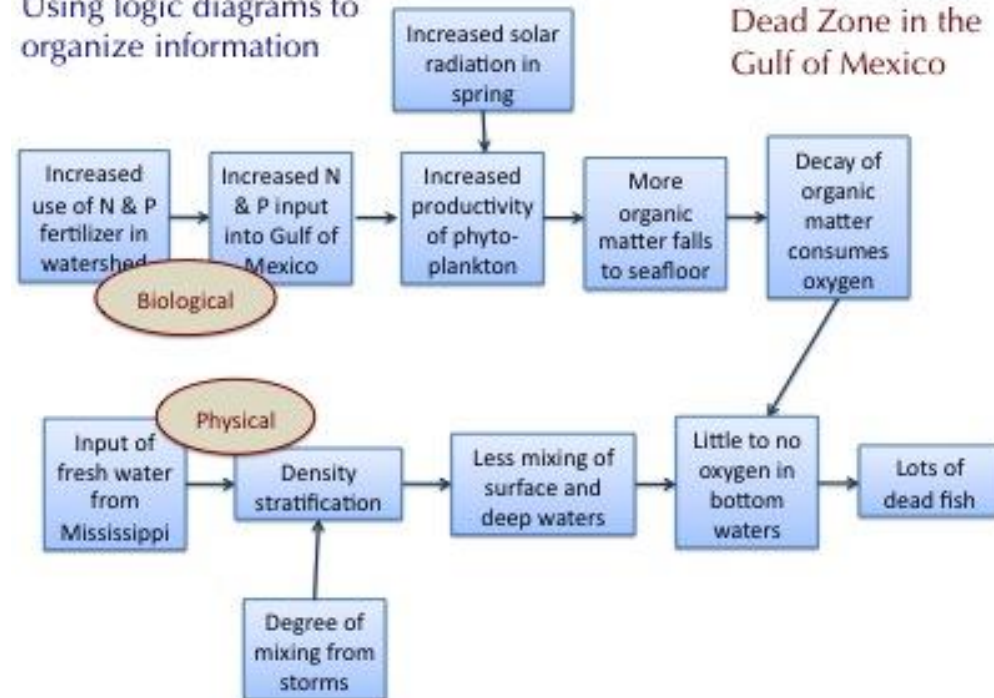 Using logic diagrams to
organize information
Dead Zone in the
Gulf of Mexico
Increased solar
radiation in
spring
Increased
use of N & P
fertilizer in
watershed
Increased N
& P input
into Gulf of
Mexico
Increased
productivity
of phyto-
plankton
More
organic
matter falls
to seafloor
Decay of
organic
matter
consumes
oxygen
Biological
Physical
Input of
fresh water
from
Mississippi
Density
stratification
Less mixing of
surface and
deep waters
Little to no
oxygen in
bottom
waters
Lots of
dead fish
Degree of
mixing from
storms